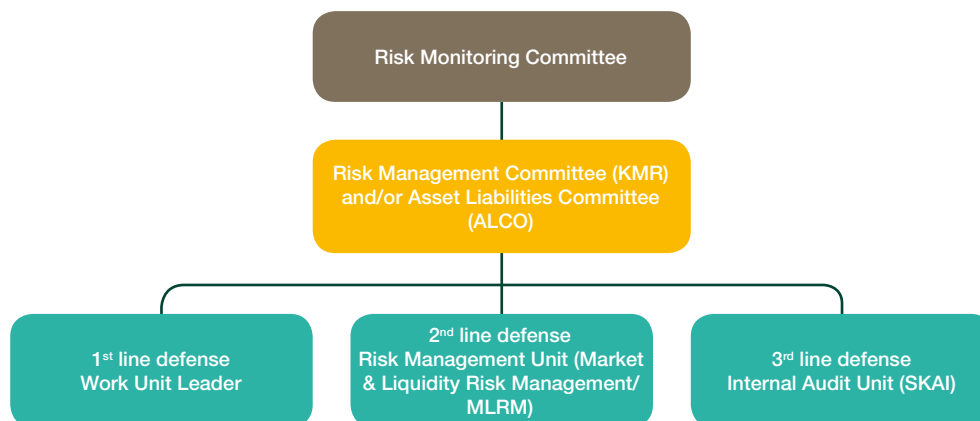 Risk Monitoring Committee
Risk Management Committee (KMR)
and/or Asset Liabilities Committee
(ALCO)
1st line defense
Work Unit Leader
2nd line defense
Risk Management Unit (Market
& Liquidity Risk Management/
MLRM)
3rd line defense
Internal Audit Unit (SKAI)